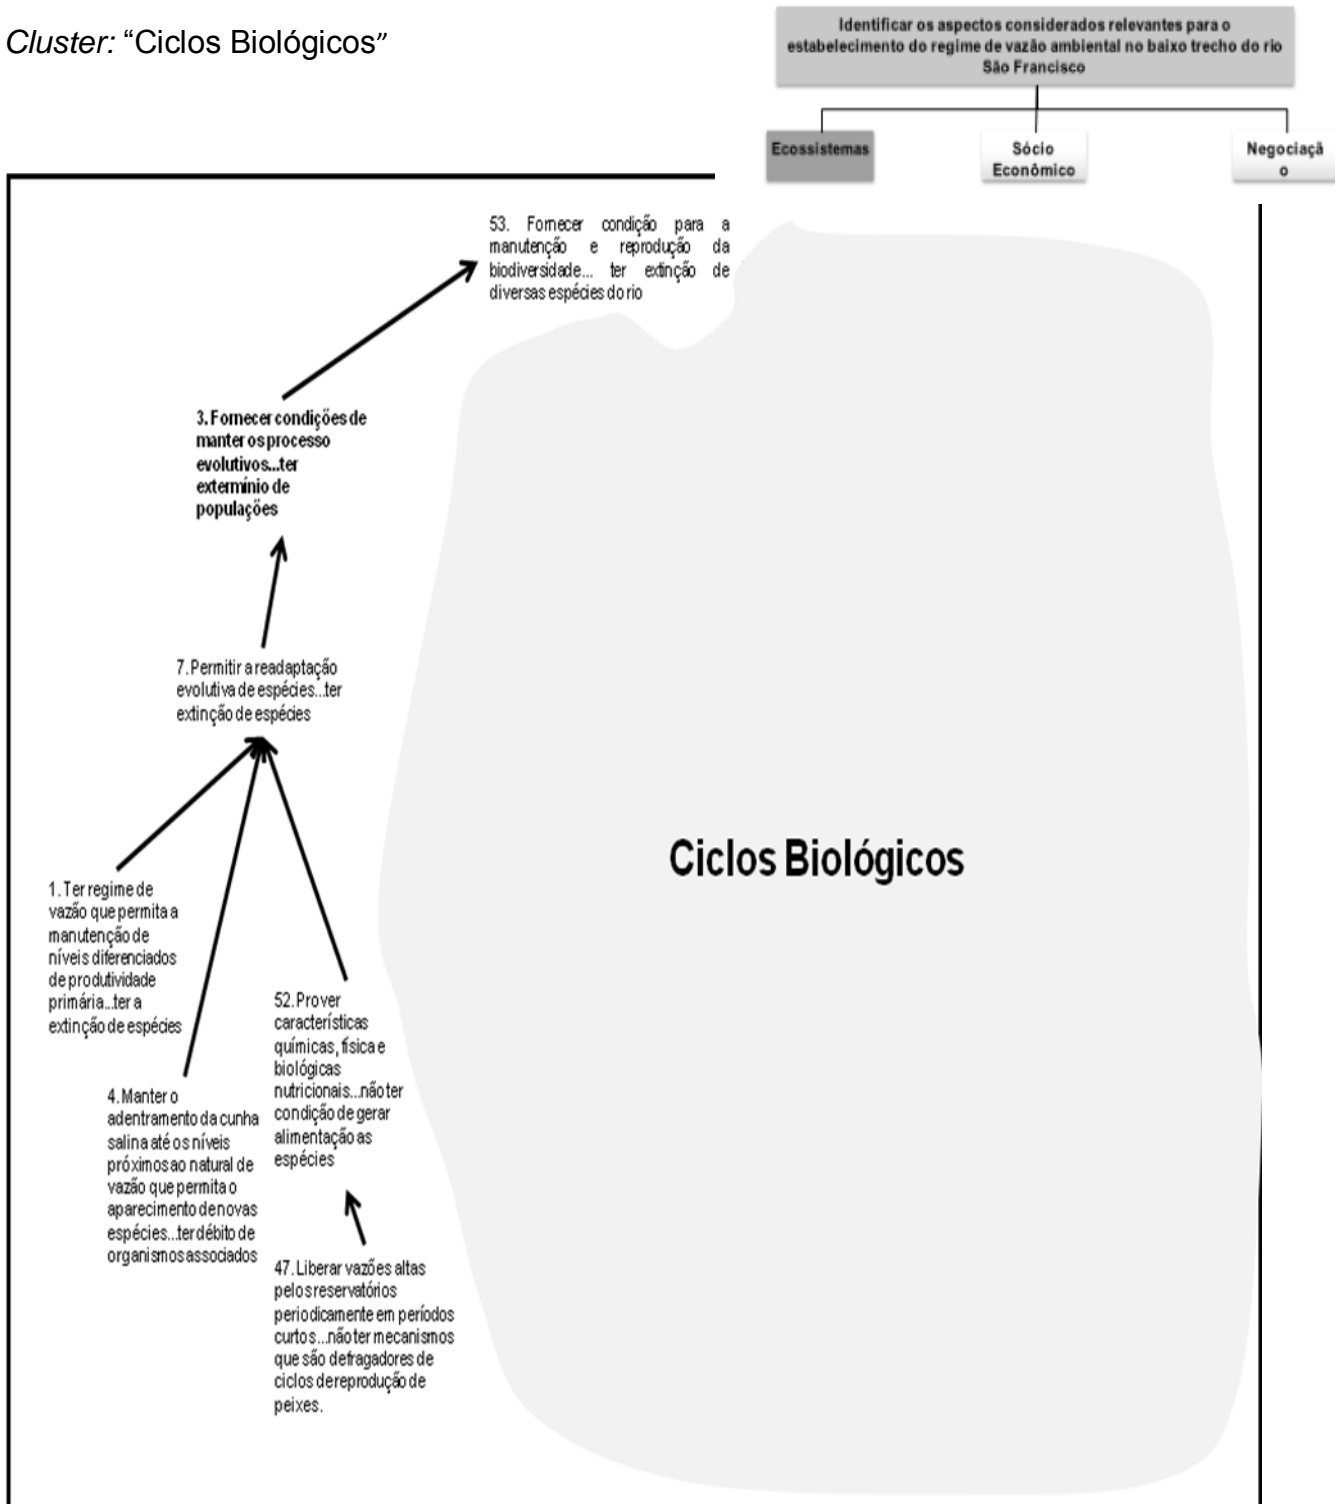 Cluster: “Ciclos Biológicos”
Identificar os aspectos considerados relevantes para o
estabelecimento do regime de vazão ambiental no baixo trecho do rio
São Francisco
Ecossistemas
Sócio
Econômico
Negociaçã
o
53. Fornecer condição para a
manutenção e reprodução da
biodiversidade... ter extinção de
diversas espécies do rio
3. Fornecer condições de
manter os processo
evolutivos...ter
extermínio de
populações
7. Permitir a readaptação
evolutiva de espécies...ter
extinção de espécies
Ciclos Biológicos
1. Ter regime de
vazão que permita a
manutenção de
níveis diferenciados
de produtividade
primária...ter a
extinção de espécies
52. Prover
características
químicas, física e
biológicas
nutricionais...não ter
condição de gerar
alimentação as
espécies
4. Manter o
adentramento da cunha
salina até os níveis
próximos ao natural de
vazão que permita o
aparecimento de novas
espécies...ter débito de
organismos associados
47. Liberar vazões altas
pelos reservatórios
periodicamente em períodos
curtos...não ter mecanismos
que são defragadores de
ciclos de reprodução de
peixes.